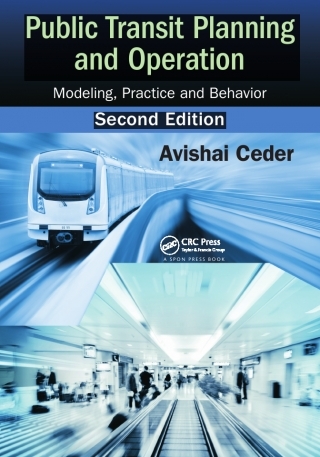 Public Transit Planning
and Operation
Modeling, Practice and Behavior
Second Edition
Avishai Ceder
CRC
CRC Press
Taylor & Francis Group
A SPON PRESS BOOK